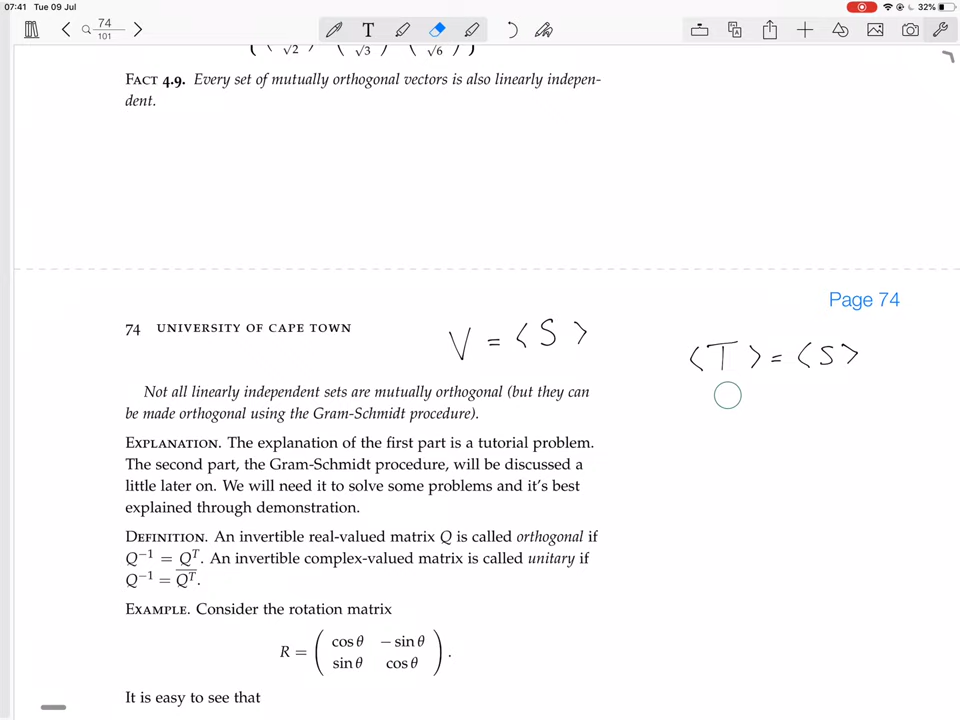 07:41 Tue 09 Jul
32%
74
101
T
√2 √3 √6
FACT 4.9. Every set of mutually orthogonal vectors is also linearly indepen-
dent.
Page 74
74 UNIVERSITY OF CAPE TOWN
V = ⟨S⟩
⟨T⟩ = ⟨S⟩
Not all linearly independent sets are mutually orthogonal (but they can
be made orthogonal using the Gram-Schmidt procedure).
EXPLANATION. The explanation of the first part is a tutorial problem.
The second part, the Gram-Schmidt procedure, will be discussed a
little later on. We will need it to solve some problems and it's best
explained through demonstration.
DEFINITION. An invertible real-valued matrix Q is called orthogonal if
Q⁻¹ = Qᵀ. An invertible complex-valued matrix is called unitary if
Q⁻¹ = Q̅ᵀ̅.
EXAMPLE. Consider the rotation matrix
R = ( cos θ − sin θ
sin θ cos θ ).
It is easy to see that